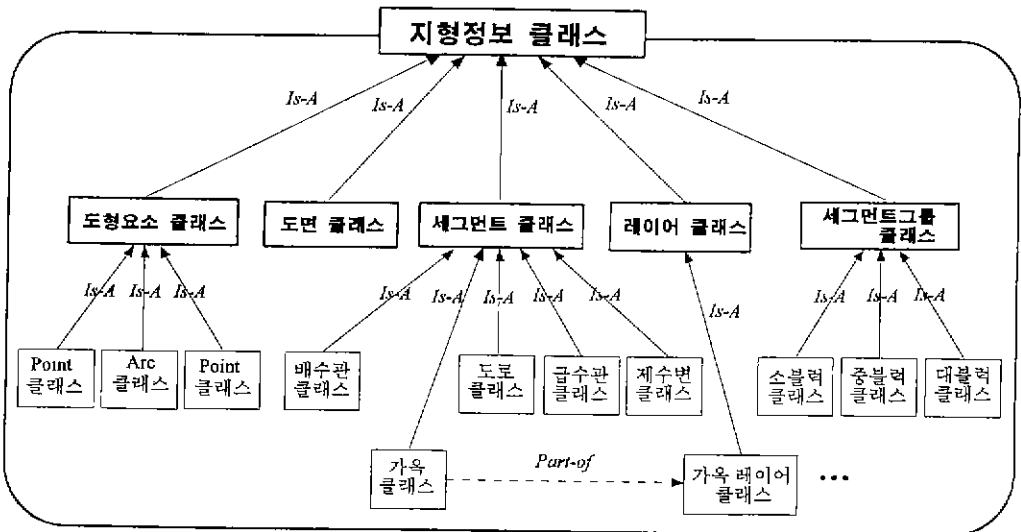 지형정보 클래스
Is-A
Is-A
Is-A
Is-A
Is-A
도형요소 클래스
도면 클래스
세그먼트 클래스
레이어 클래스
세그먼트그룹
클래스
Is-A
Is-A
Is-A
Is-A
Is-A
Is-A
Is-A
Is-A
Is-A
Is-A
Is-A
Is-A
Point
클래스
Arc
클래스
Point
클래스
배수관
클래스
도로
클래스
급수관
클래스
제수변
클래스
소블럭
클래스
중블럭
클래스
대블럭
클래스
가옥
클래스
Part-of
가옥 레이어
클래스
•••